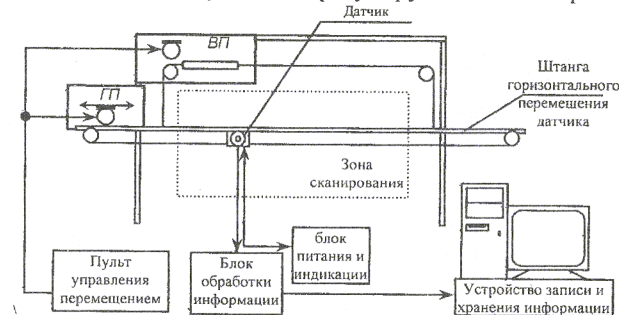 Датчик
ВП
ГП
Штанга
горизонтального
перемешения
датчика
Зона
сканирования
Пульт
управления
перемещением
Блок
обработки
информации
блок
питания и
индикации
Устройство записи и
хранения информации